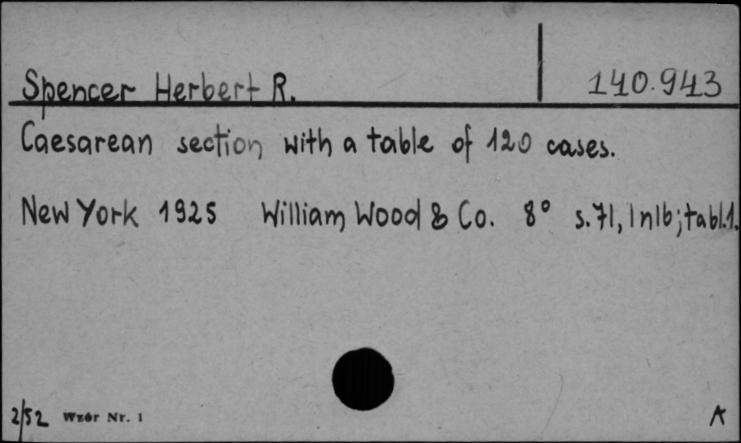 Spencer Herbert R. 140.943
Caesarean section with a table of 120 cases.
New York 1925 William Wood & Co. 8° s.71, 1nlb; tabl.1.
2/52 Wzór Nr. 1 A